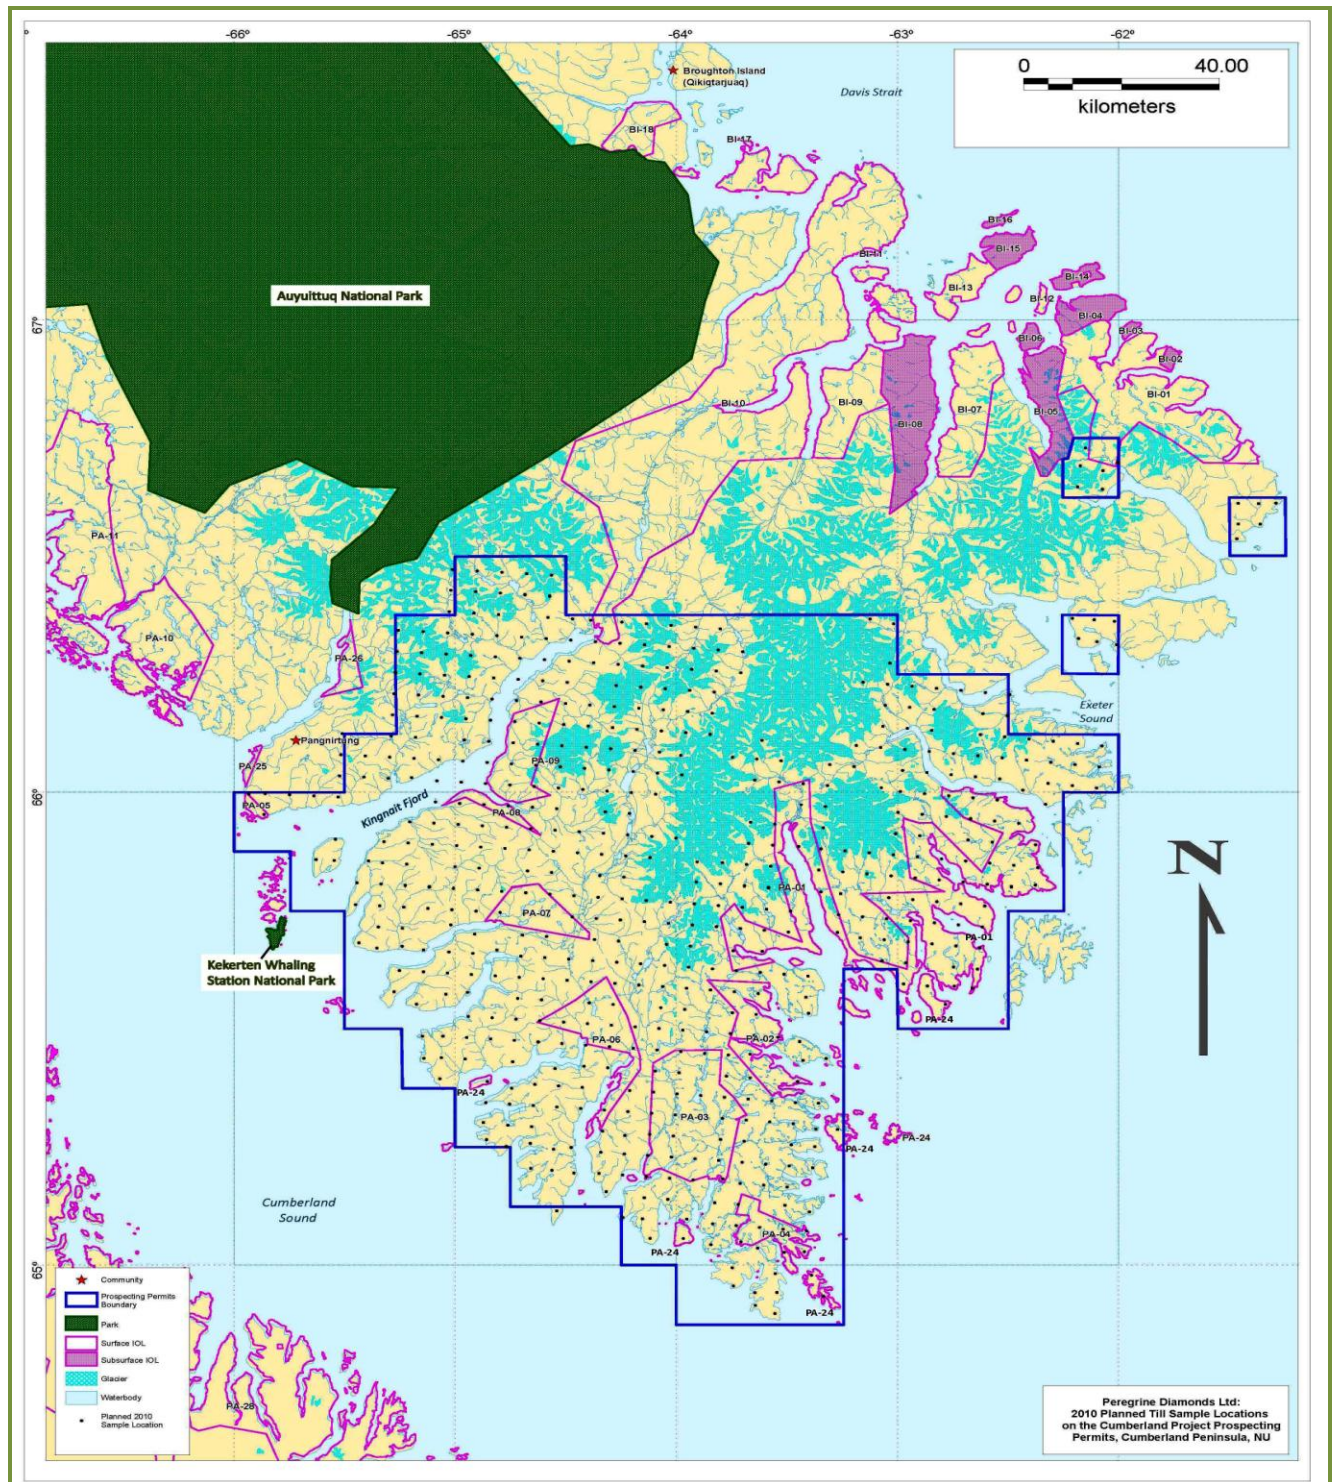 -66°
-65°
-64°
-63°
-62°
0 40.00
kilometers
Broughton Island
(Qikiqtarjuaq)
Davis Strait
BI-18
BI-17
BI-16
BI-15
BI-11
BI-14
BI-13
BI-12
Auyuittuq National Park
BI-04
67°
BI-03
BI-06
BI-02
BI-01
BI-10
BI-09
BI-07
BI-05
BI-08
PA-11
PA-10
PA-26
Exeter
Sound
Pangnirtung
PA-25
PA-09
66°
PA-05
Kingnait Fjord
PA-08
PA-01
PA-07
PA-01
Kekerten Whaling
Station National Park
PA-24
PA-06
PA-02
PA-24
PA-03
PA-24
PA-24
Cumberland
Sound
PA-04
PA-24
65°
PA-24
Community
Prospecting Permits
Boundary
Park
Surface IOL
Subsurface IOL
Glacier
Waterbody
Planned 2010
Sample Location
PA-28
N
Peregrine Diamonds Ltd:
2010 Planned Till Sample Locations
on the Cumberland Project Prospecting
Permits, Cumberland Peninsula, NU